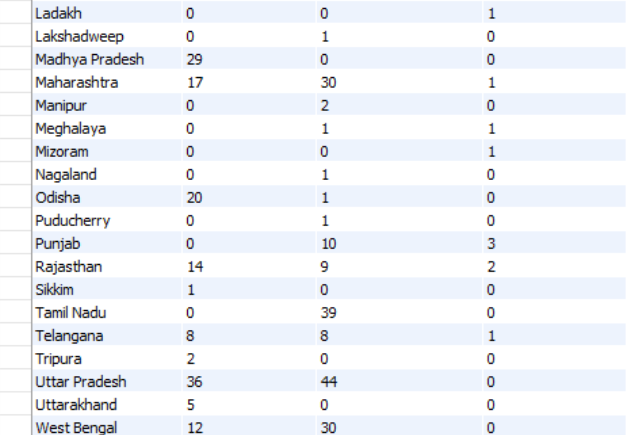 Ladakh 0 0 1
Lakshadweep 0 1 0
Madhya Pradesh 29 0 0
Maharashtra 17 30 1
Manipur 0 2 0
Meghalaya 0 1 1
Mizoram 0 0 1
Nagaland 0 1 0
Odisha 20 1 0
Puducherry 0 1 0
Punjab 0 10 3
Rajasthan 14 9 2
Sikkim 1 0 0
Tamil Nadu 0 39 0
Telangana 8 8 1
Tripura 2 0 0
Uttar Pradesh 36 44 0
Uttarakhand 5 0 0
West Bengal 12 30 0